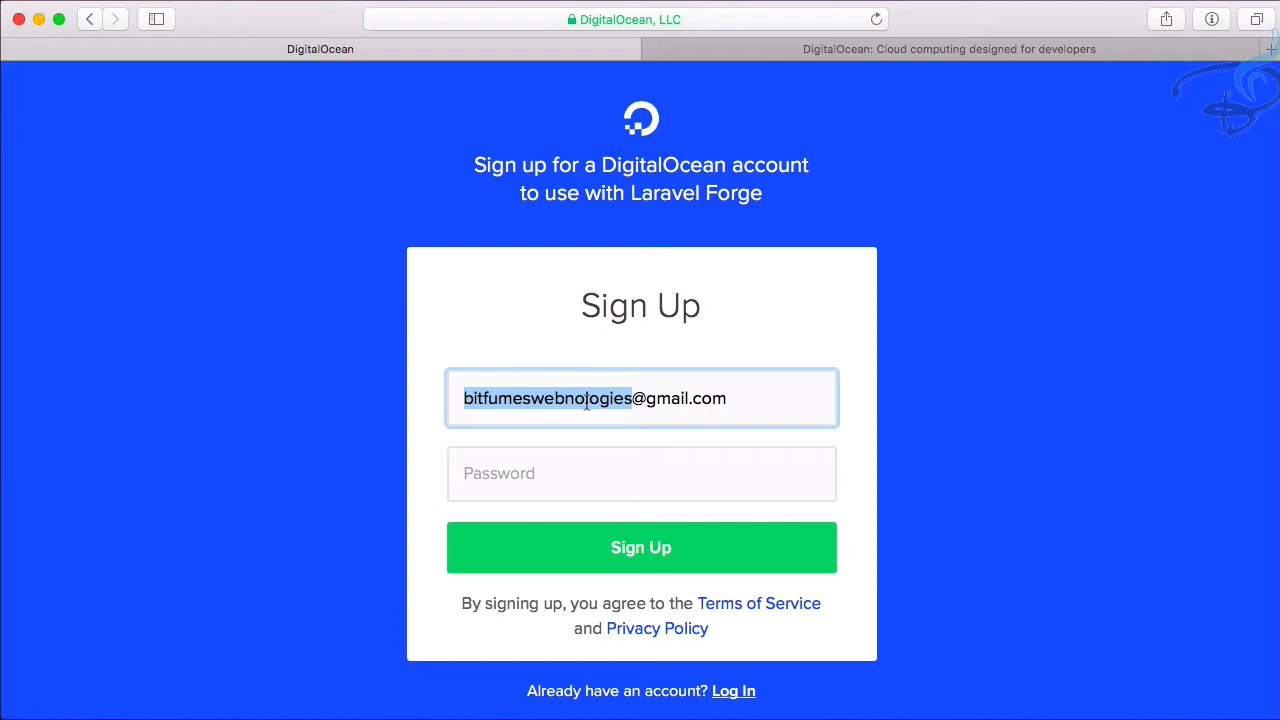 DigitalOcean, LLC
DigitalOcean
DigitalOcean: Cloud computing designed for developers
Sign up for a DigitalOcean account
to use with Laravel Forge
Sign Up
bitfumeswebnologies@gmail.com
Password
Sign Up
By signing up, you agree to the Terms of Service
and Privacy Policy
Already have an account? Log In